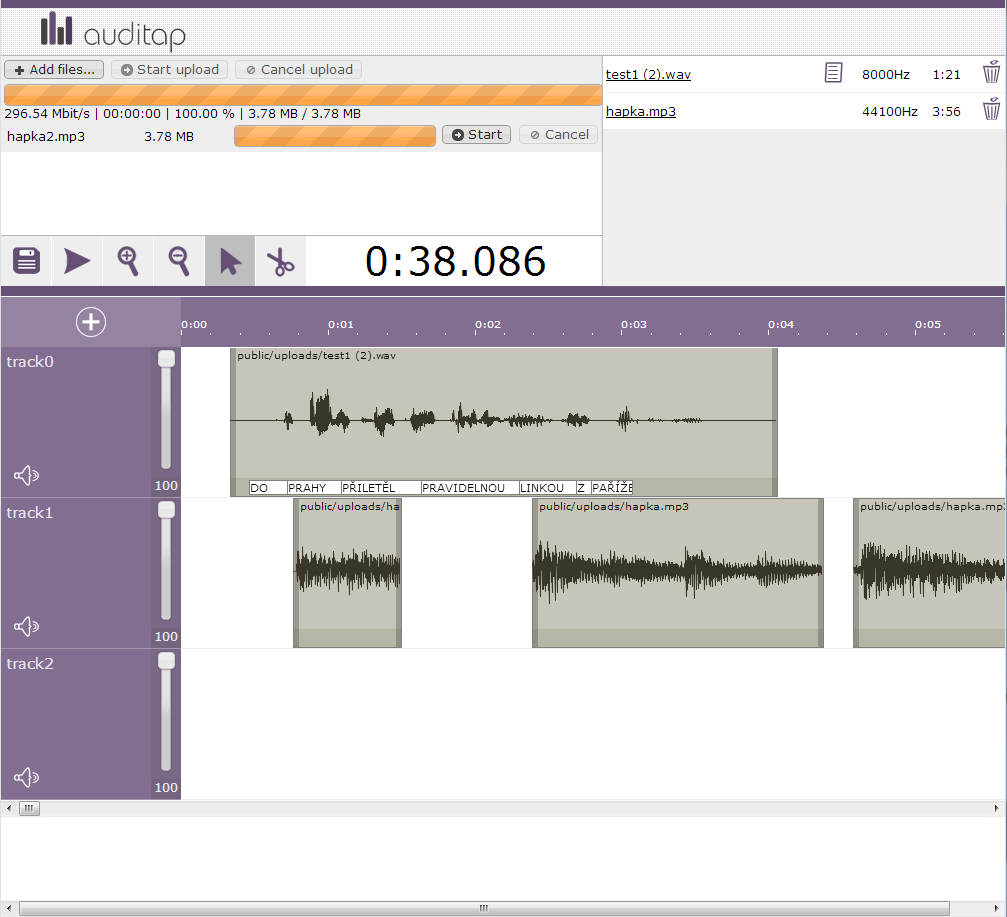 auditap
Add files... Start upload Cancel upload
296.54 Mbit/s | 00:00:00 | 100.00 % | 3.78 MB / 3.78 MB
hapka2.mp3 3.78 MB Start Cancel
test1 (2).wav 8000Hz 1:21
hapka.mp3 44100Hz 3:56
0:38.086
0:00 0:01 0:02 0:03 0:04 0:05
track0
public/uploads/test1 (2).wav
100
DO PRAHY PŘILETĚL PRAVIDELNOU LINKOU Z PAŘÍŽE
track1
public/uploads/ha public/uploads/hapka.mp3 public/uploads/hapka.mp3
100
track2
100